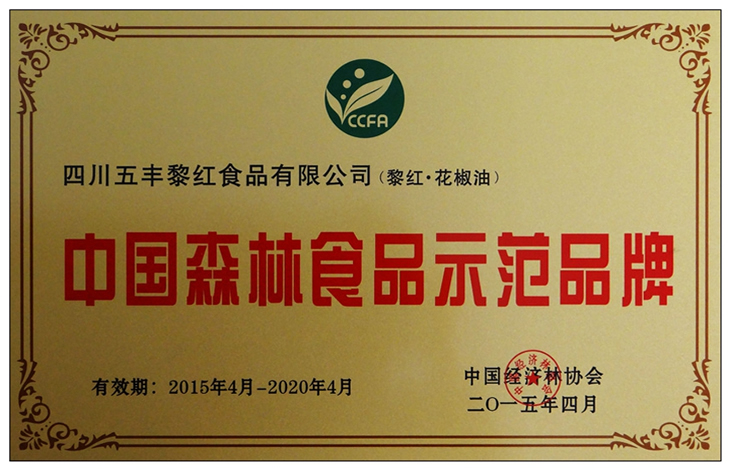 CCFA
四川五丰黎红食品有限公司（黎红·花椒油）
中国森林食品示范品牌
有效期：2015年4月-2020年4月
中国经济林协会
二〇一五年四月